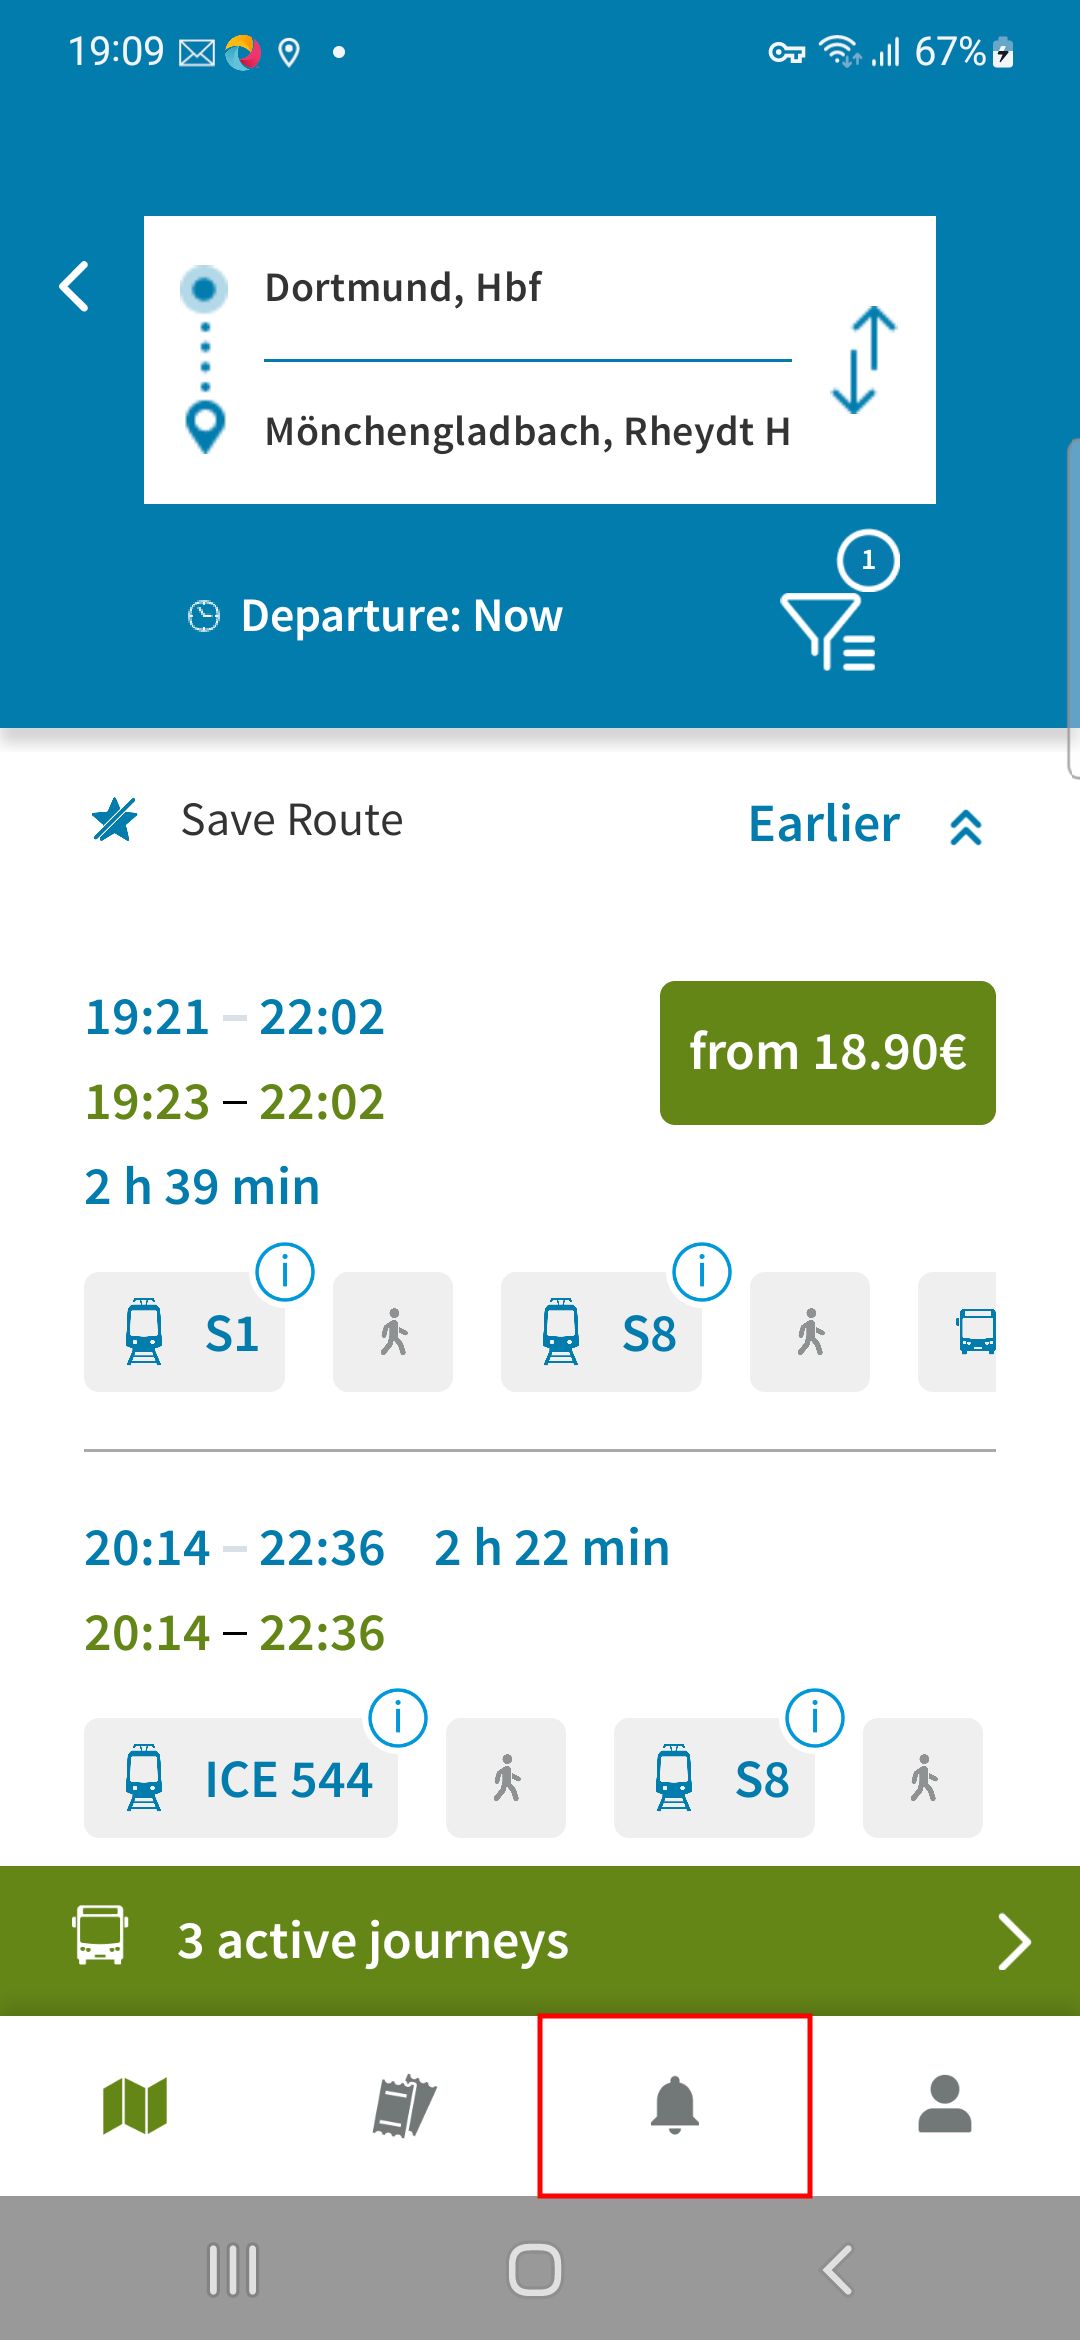 19:09
67%
Dortmund, Hbf
Mönchengladbach, Rheydt H
1
Departure: Now
Save Route
Earlier
19:21 – 22:02
from 18.90€
19:23 – 22:02
2 h 39 min
S1
S8
20:14 – 22:36 2 h 22 min
20:14 – 22:36
ICE 544
S8
3 active journeys